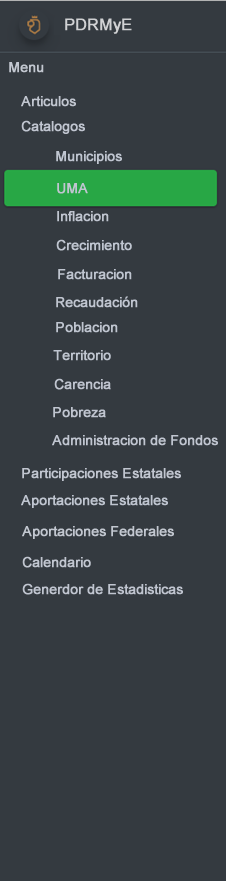 PDRMyE
Menu
Articulos
Catalogos
Municipios
UMA
Inflacion
Crecimiento
Facturacion
Recaudación
Poblacion
Territorio
Carencia
Pobreza
Administracion de Fondos
Participaciones Estatales
Aportaciones Estatales
Aportaciones Federales
Calendario
Generdor de Estadisticas